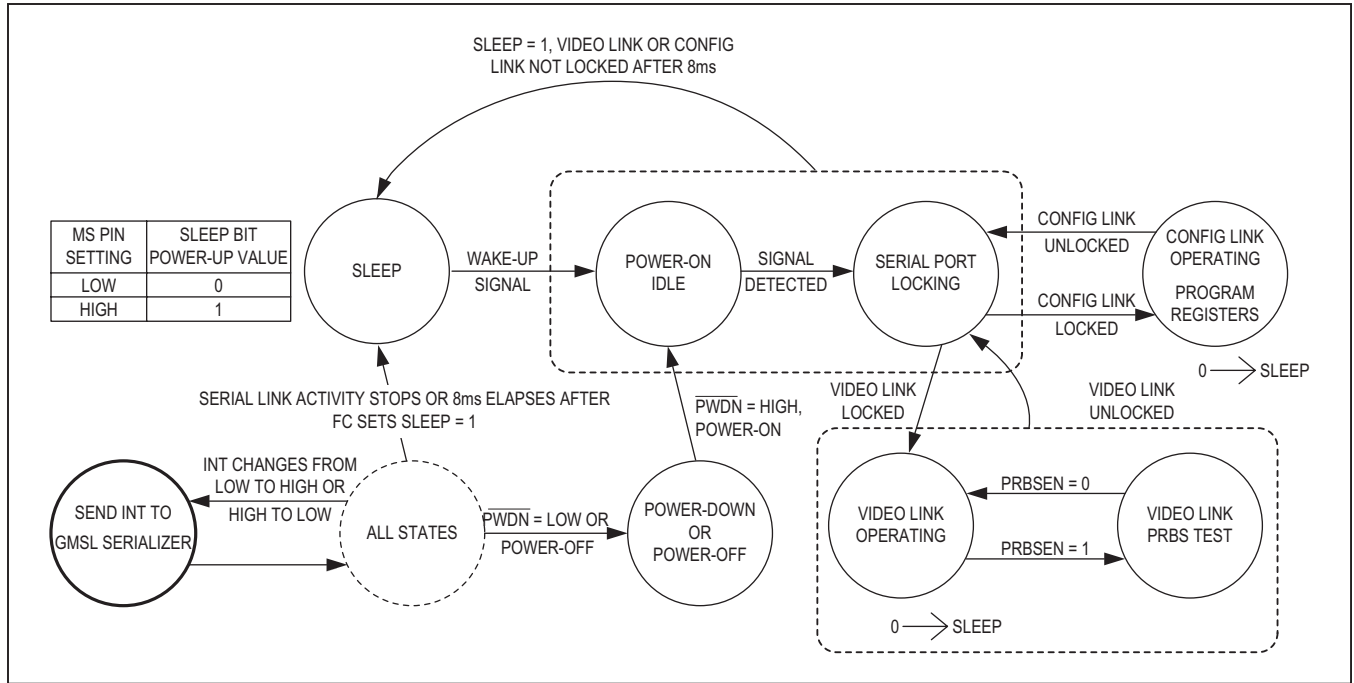 SLEEP = 1, VIDEO LINK OR CONFIG
LINK NOT LOCKED AFTER 8ms
MS PIN
SETTING
SLEEP BIT
POWER-UP VALUE
LOW
0
HIGH
1
SLEEP
WAKE-UP
SIGNAL
POWER-ON
IDLE
SIGNAL
DETECTED
SERIAL PORT
LOCKING
CONFIG LINK
UNLOCKED
CONFIG LINK
LOCKED
CONFIG LINK
OPERATING
PROGRAM
REGISTERS
0 → SLEEP
SERIAL LINK ACTIVITY STOPS OR 8ms ELAPSES AFTER
FC SETS SLEEP = 1
PWDN = HIGH,
POWER-ON
VIDEO LINK
LOCKED
VIDEO LINK
UNLOCKED
INT CHANGES FROM
LOW TO HIGH OR
HIGH TO LOW
SEND INT TO
GMSL SERIALIZER
ALL STATES
PWDN = LOW OR
POWER-OFF
POWER-DOWN
OR
POWER-OFF
VIDEO LINK
OPERATING
PRBSEN = 0
PRBSEN = 1
VIDEO LINK
PRBS TEST
0 → SLEEP